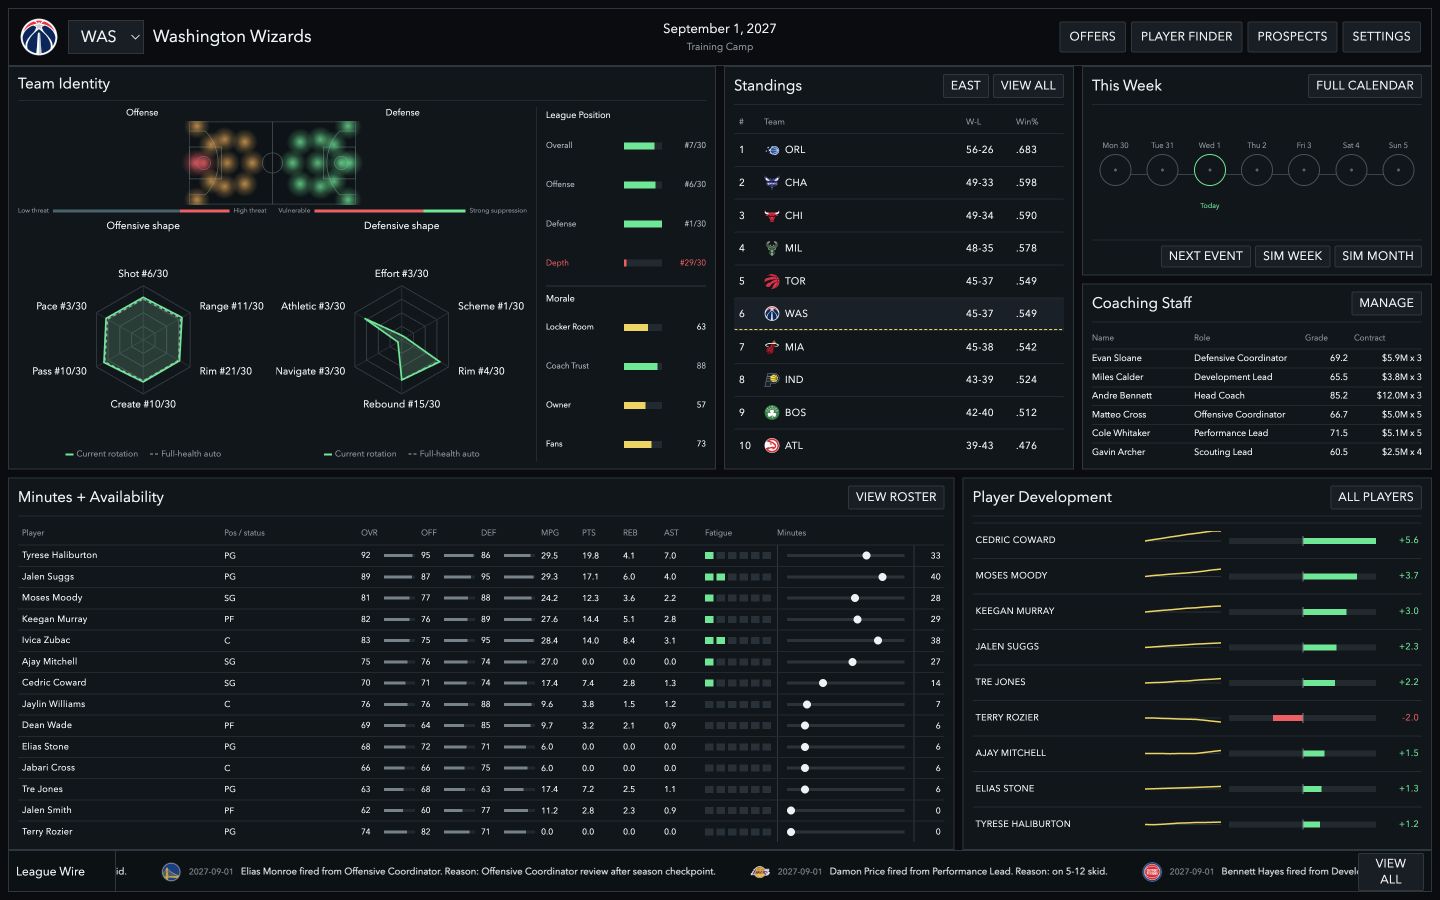 WAS
Washington Wizards
September 1, 2027
Training Camp
OFFERS
PLAYER FINDER
PROSPECTS
SETTINGS
Team Identity
Offense
Defense
Low threat
High threat
Vulnerable
Strong suppression
Offensive shape
Defensive shape
Shot #6/30
Pace #3/30
Range #11/30
Pass #10/30
Rim #21/30
Create #10/30
Effort #3/30
Athletic #3/30
Scheme #1/30
Navigate #3/30
Rim #4/30
Rebound #15/30
Current rotation
Full-health auto
Current rotation
Full-health auto
League Position
Overall #7/30
Offense #6/30
Defense #1/30
Depth #29/30
Morale
Locker Room 63
Coach Trust 88
Owner 57
Fans 73
Standings
EAST
VIEW ALL
# Team W-L Win%
1 ORL 56-26 .683
2 CHA 49-33 .598
3 CHI 49-34 .590
4 MIL 48-35 .578
5 TOR 45-37 .549
6 WAS 45-37 .549
7 MIA 45-38 .542
8 IND 43-39 .524
9 BOS 42-40 .512
10 ATL 39-43 .476
This Week
FULL CALENDAR
Mon 30 Tue 31 Wed 1 Thu 2 Fri 3 Sat 4 Sun 5
Today
NEXT EVENT
SIM WEEK
SIM MONTH
Coaching Staff
MANAGE
Name Role Grade Contract
Evan Sloane Defensive Coordinator 69.2 $5.9M x 3
Miles Calder Development Lead 65.5 $3.8M x 3
Andre Bennett Head Coach 85.2 $12.0M x 3
Matteo Cross Offensive Coordinator 66.7 $5.0M x 5
Cole Whitaker Performance Lead 71.5 $5.1M x 5
Gavin Archer Scouting Lead 60.5 $2.5M x 4
Minutes + Availability
VIEW ROSTER
Player Pos / status OVR OFF DEF MPG PTS REB AST Fatigue Minutes
Tyrese Haliburton PG 92 95 86 29.5 19.8 4.1 7.0 33
Jalen Suggs PG 89 87 95 29.3 17.1 6.0 4.0 40
Moses Moody SG 81 77 88 24.2 12.3 3.6 2.2 28
Keegan Murray PF 82 76 89 27.6 14.4 5.1 2.8 29
Ivica Zubac C 83 75 95 28.4 14.0 8.4 3.1 38
Ajay Mitchell SG 75 76 74 27.0 0.0 0.0 0.0 27
Cedric Coward SG 70 71 74 17.4 7.4 2.8 1.3 14
Jaylin Williams C 76 76 88 9.6 3.8 1.5 1.2 7
Dean Wade PF 69 64 85 9.7 3.2 2.1 0.9 6
Elias Stone PG 68 72 71 6.0 0.0 0.0 0.0 6
Jabari Cross C 66 66 75 6.0 0.0 0.0 0.0 6
Tre Jones PG 63 68 63 17.4 7.2 2.5 1.1 6
Jalen Smith PF 62 60 77 11.2 2.8 2.3 0.9 0
Terry Rozier PG 74 82 71 0.0 0.0 0.0 0.0 0
Player Development
ALL PLAYERS
CEDRIC COWARD +5.6
MOSES MOODY +3.7
KEEGAN MURRAY +3.0
JALEN SUGGS +2.3
TRE JONES +2.2
TERRY ROZIER -2.0
AJAY MITCHELL +1.5
ELIAS STONE +1.3
TYRESE HALIBURTON +1.2
League Wire
id.
2027-09-01 Elias Monroe fired from Offensive Coordinator. Reason: Offensive Coordinator review after season checkpoint.
2027-09-01 Damon Price fired from Performance Lead. Reason: on 5-12 skid.
2027-09-01 Bennett Hayes fired from Devel
VIEW
ALL